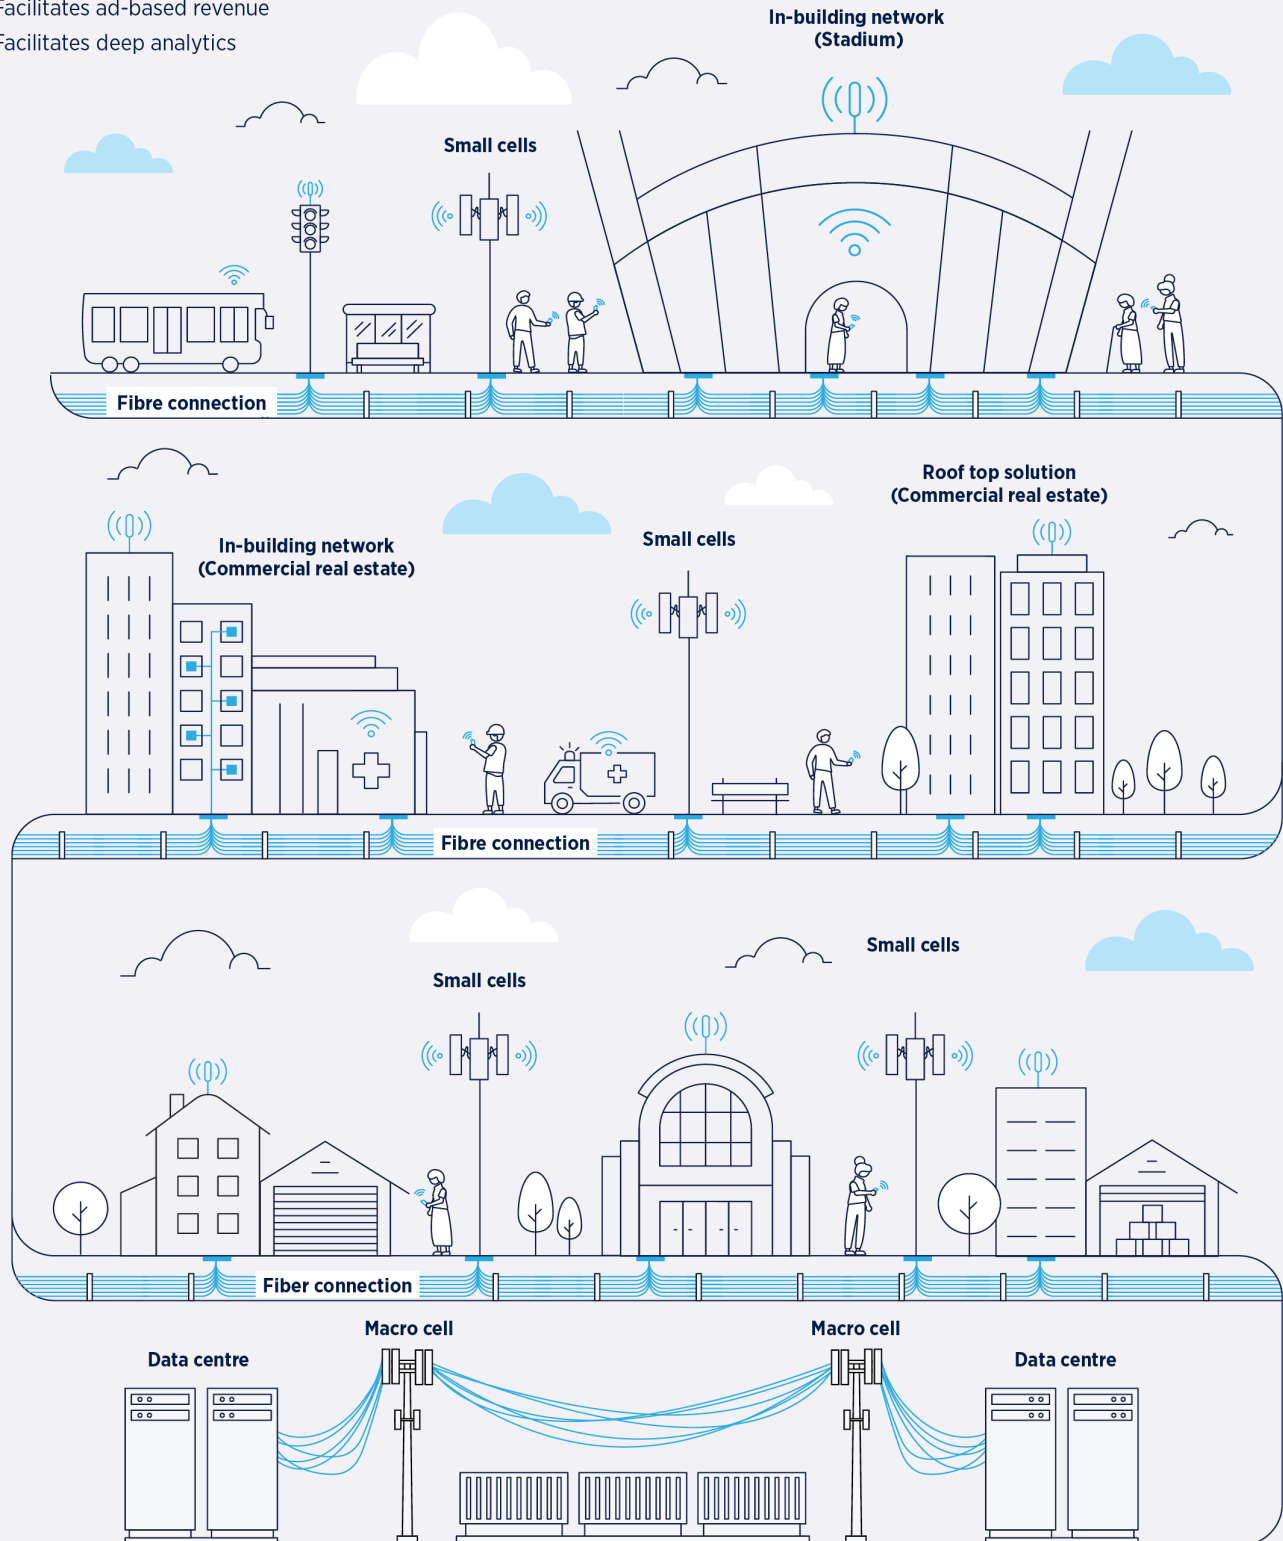 Facilitates ad-based revenue
Facilitates deep analytics
In-building network
(Stadium)
Small cells
Fibre connection
Roof top solution
(Commercial real estate)
Small cells
In-building network
(Commercial real estate)
Fibre connection
Small cells
Small cells
Fiber connection
Macro cell
Macro cell
Data centre
Data centre